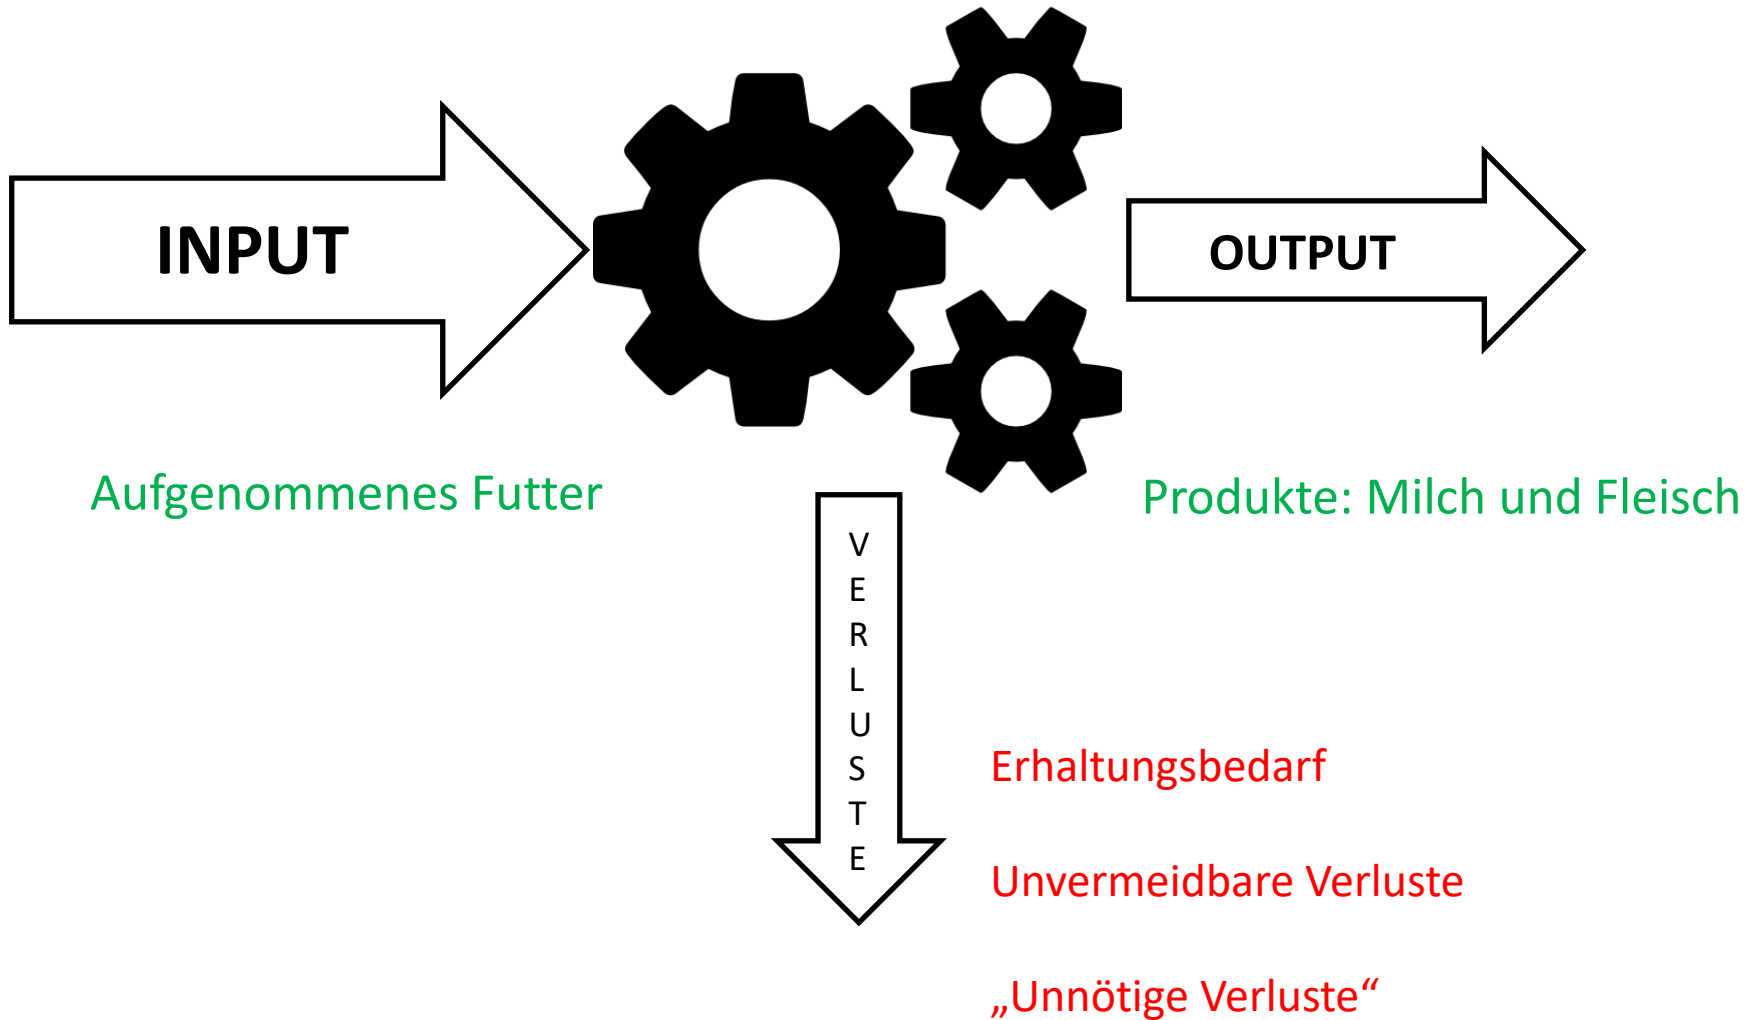 INPUT
OUTPUT
Aufgenommenes Futter
Produkte: Milch und Fleisch
V
E
R
L
U
S
T
E
Erhaltungsbedarf
Unvermeidbare Verluste
„Unnötige Verluste“